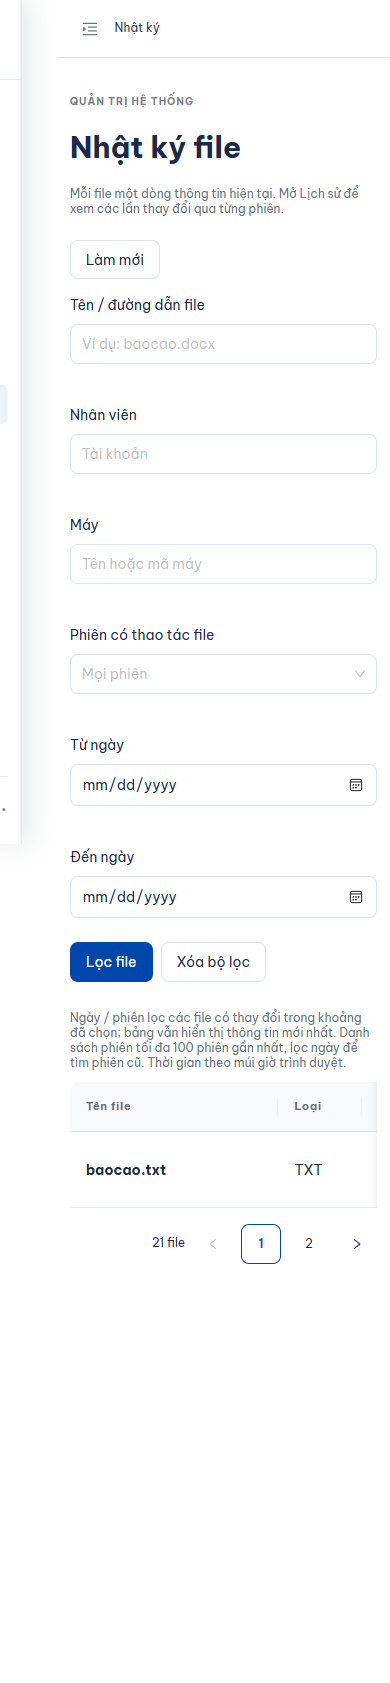 Nhật ký
QUẢN TRỊ HỆ THỐNG
Nhật ký file
Mỗi file một dòng thông tin hiện tại. Mở Lịch sử để
xem các lần thay đổi qua từng phiên.
Làm mới
Tên / đường dẫn file
Ví dụ: baocao.docx
Nhân viên
Tài khoản
Máy
Tên hoặc mã máy
Phiên có thao tác file
Mọi phiên
Từ ngày
mm/dd/yyyy
Đến ngày
mm/dd/yyyy
Lọc file Xóa bộ lọc
Ngày / phiên lọc các file có thay đổi trong khoảng
đã chọn; bảng vẫn hiển thị thông tin mới nhất. Danh
sách phiên tối đa 100 phiên gần nhất, lọc ngày để
tìm phiên cũ. Thời gian theo múi giờ trình duyệt.
Tên file Loại
baocao.txt TXT
21 file 1 2